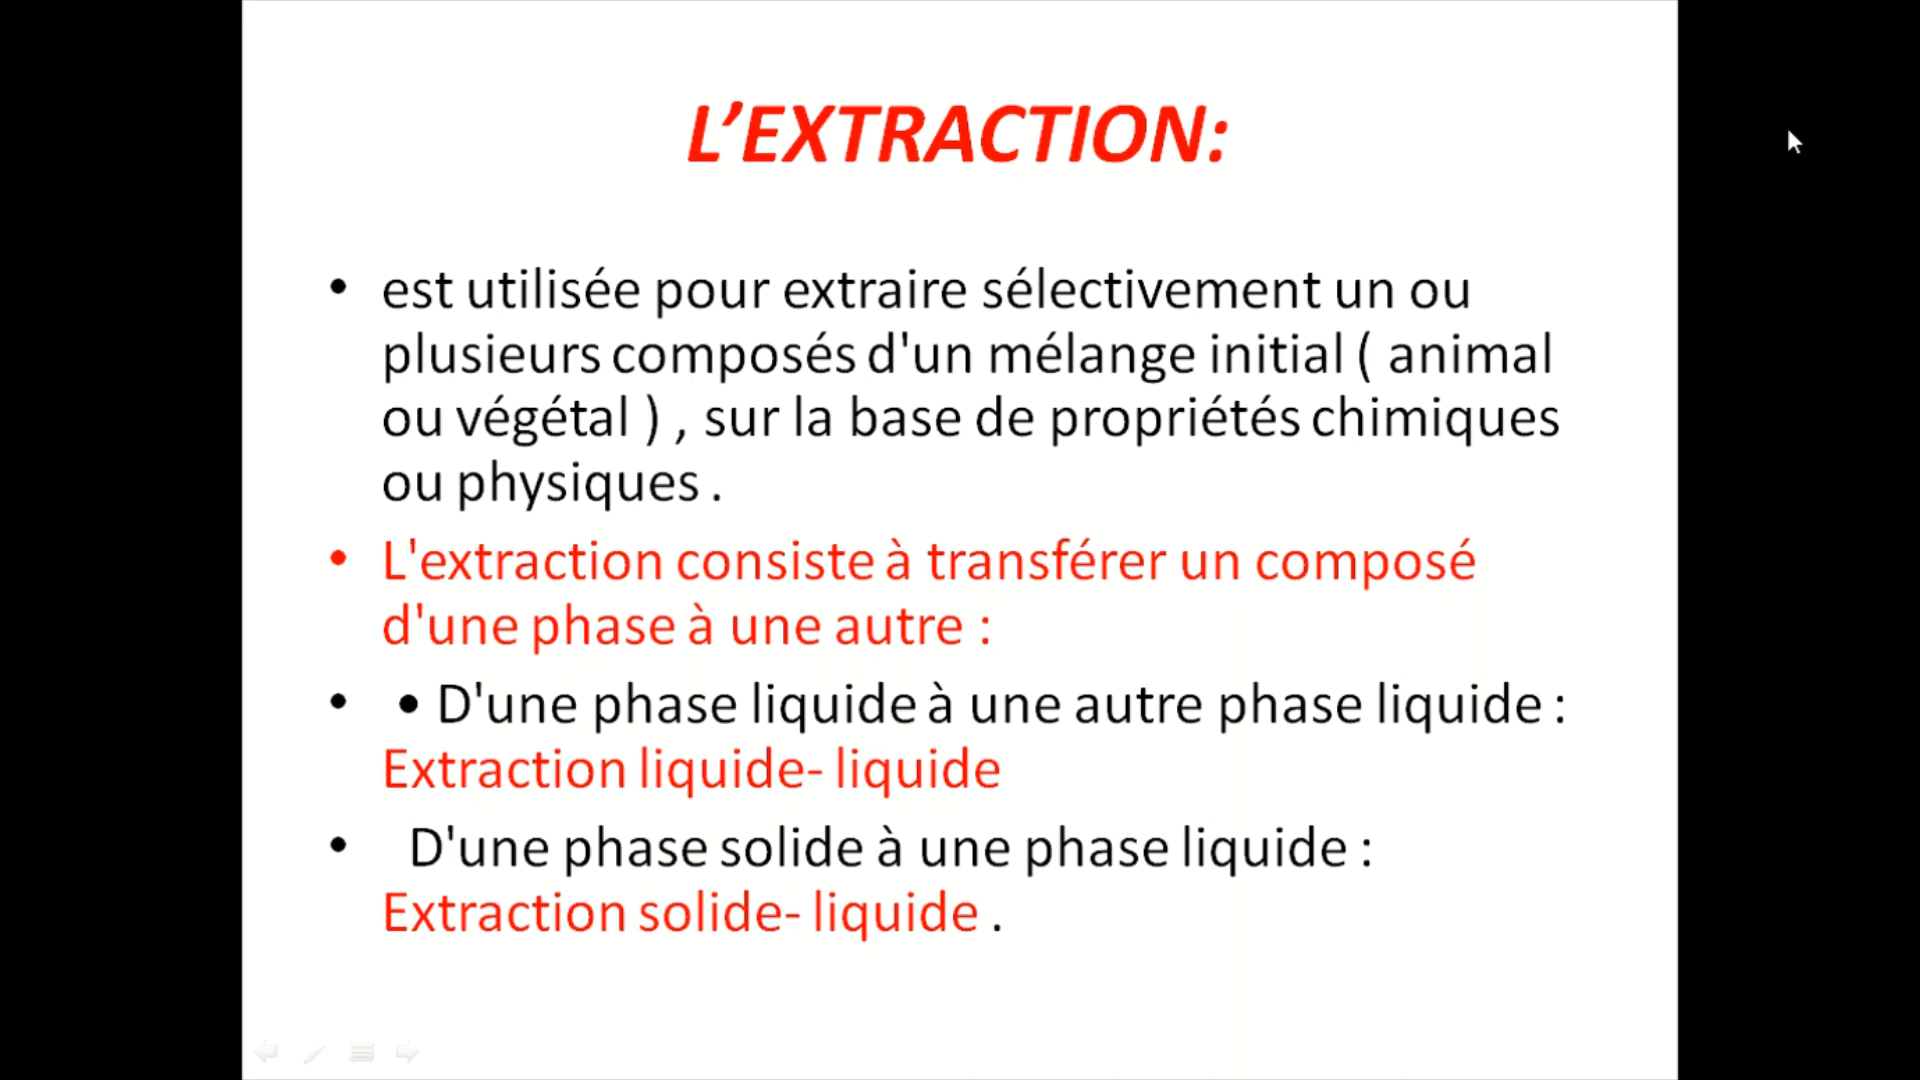 L’EXTRACTION:
• est utilisée pour extraire sélectivement un ou
plusieurs composés d'un mélange initial ( animal
ou végétal ) , sur la base de propriétés chimiques
ou physiques .
• L'extraction consiste à transférer un composé
d'une phase à une autre :
• • D'une phase liquide à une autre phase liquide :
Extraction liquide- liquide
• D'une phase solide à une phase liquide :
Extraction solide- liquide .